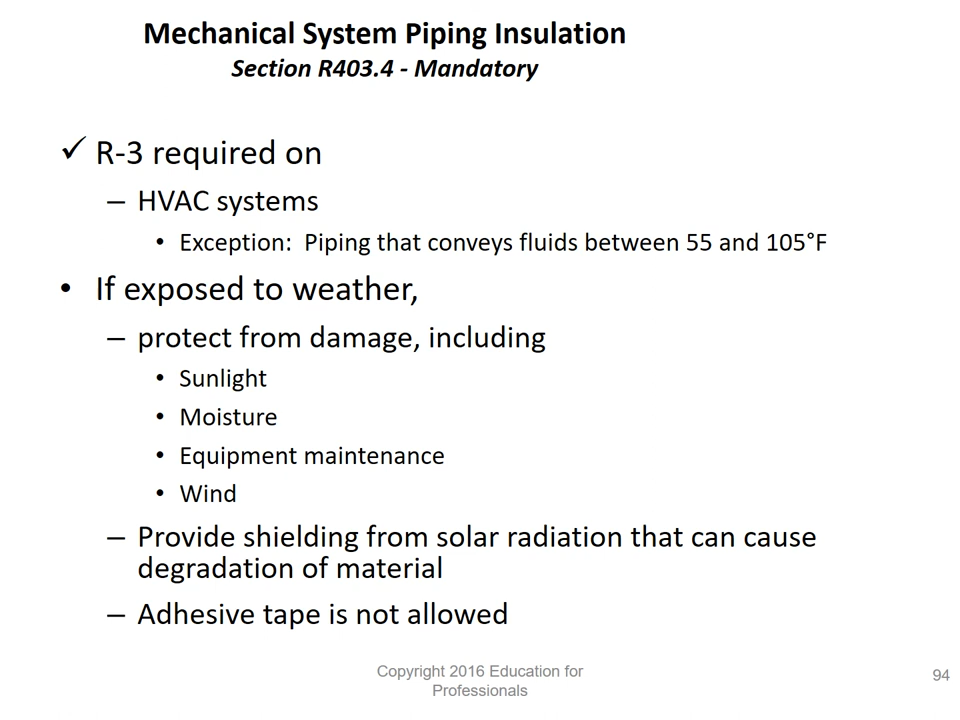 Mechanical System Piping Insulation
Section R403.4 - Mandatory
✓ R-3 required on
– HVAC systems
• Exception:  Piping that conveys fluids between 55 and 105°F
• If exposed to weather,
– protect from damage, including
• Sunlight
• Moisture
• Equipment maintenance
• Wind
– Provide shielding from solar radiation that can cause
degradation of material
– Adhesive tape is not allowed
Copyright 2016 Education for
Professionals
94